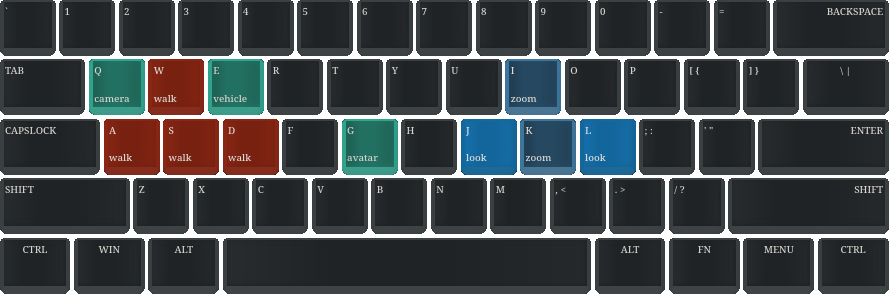 ` 1 2 3 4 5 6 7 8 9 0 - = BACKSPACE
TAB Q W E R T Y U I O P [ { ] } \ |
camera walk vehicle zoom
CAPSLOCK A S D F G H J K L ; : ' " ENTER
walk walk walk avatar look zoom look
SHIFT Z X C V B N M , < . > / ? SHIFT
CTRL WIN ALT ALT FN MENU CTRL